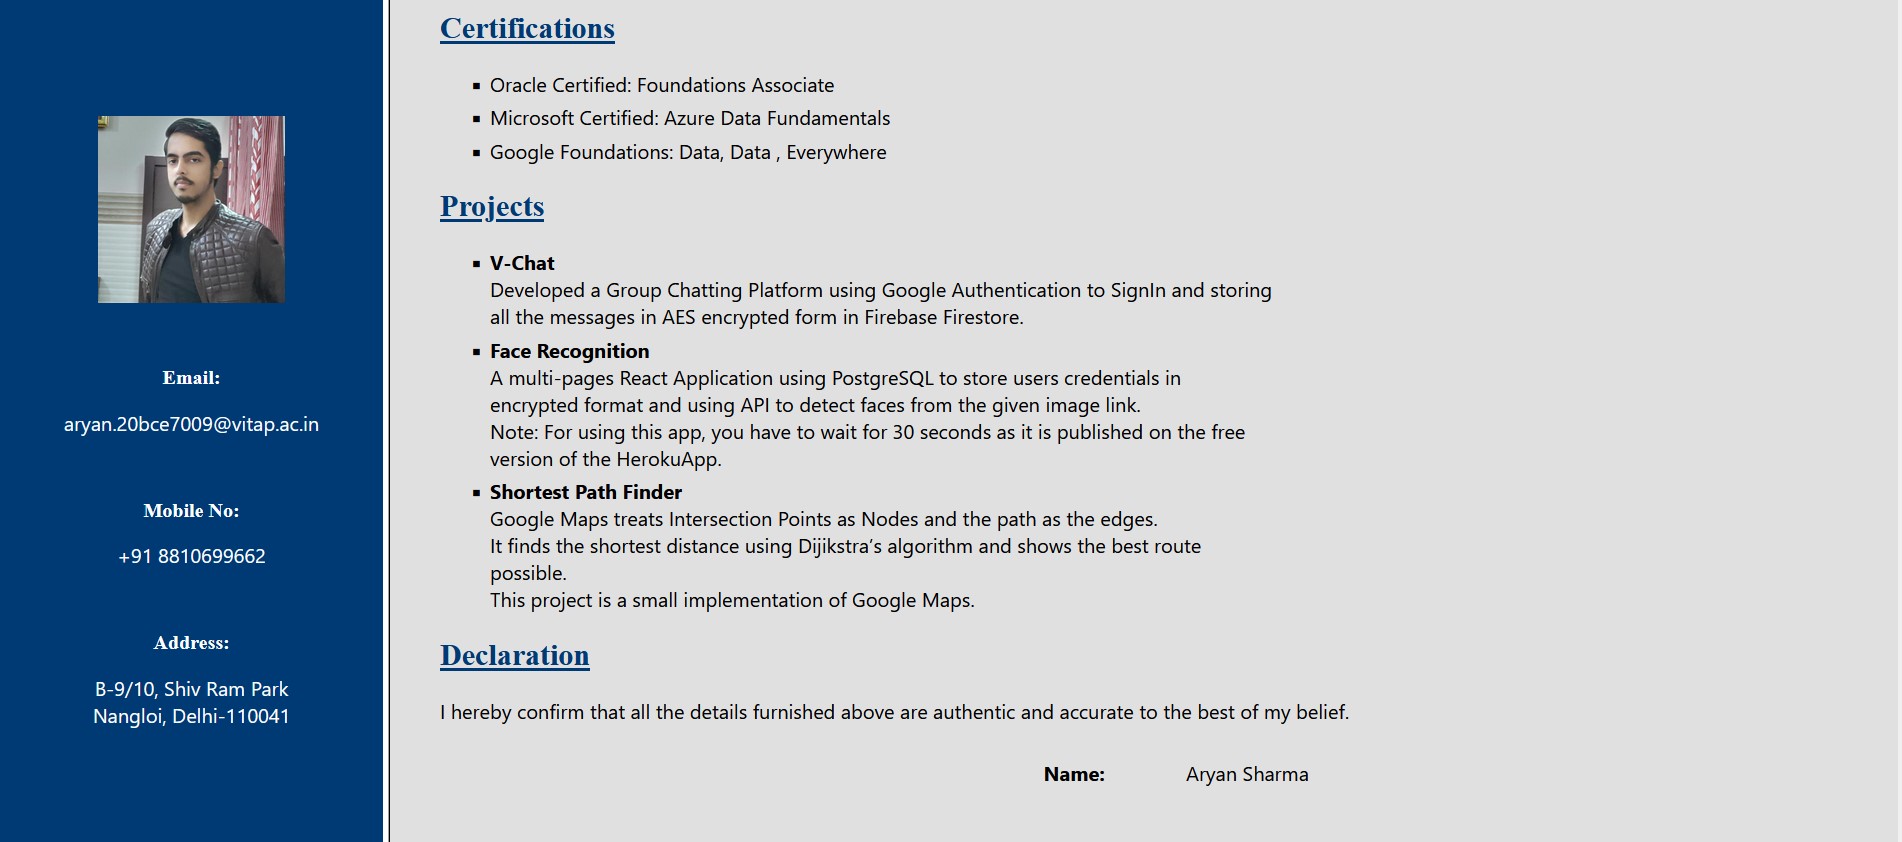 Email:
aryan.20bce7009@vitap.ac.in
Mobile No:
+91 8810699662
Address:
B-9/10, Shiv Ram Park
Nangloi, Delhi-110041
Certifications
Oracle Certified: Foundations Associate
Microsoft Certified: Azure Data Fundamentals
Google Foundations: Data, Data , Everywhere
Projects
V-Chat
Developed a Group Chatting Platform using Google Authentication to SignIn and storing
all the messages in AES encrypted form in Firebase Firestore.
Face Recognition
A multi-pages React Application using PostgreSQL to store users credentials in
encrypted format and using API to detect faces from the given image link.
Note: For using this app, you have to wait for 30 seconds as it is published on the free
version of the HerokuApp.
Shortest Path Finder
Google Maps treats Intersection Points as Nodes and the path as the edges.
It finds the shortest distance using Dijikstra’s algorithm and shows the best route
possible.
This project is a small implementation of Google Maps.
Declaration
I hereby confirm that all the details furnished above are authentic and accurate to the best of my belief.
Name: Aryan Sharma